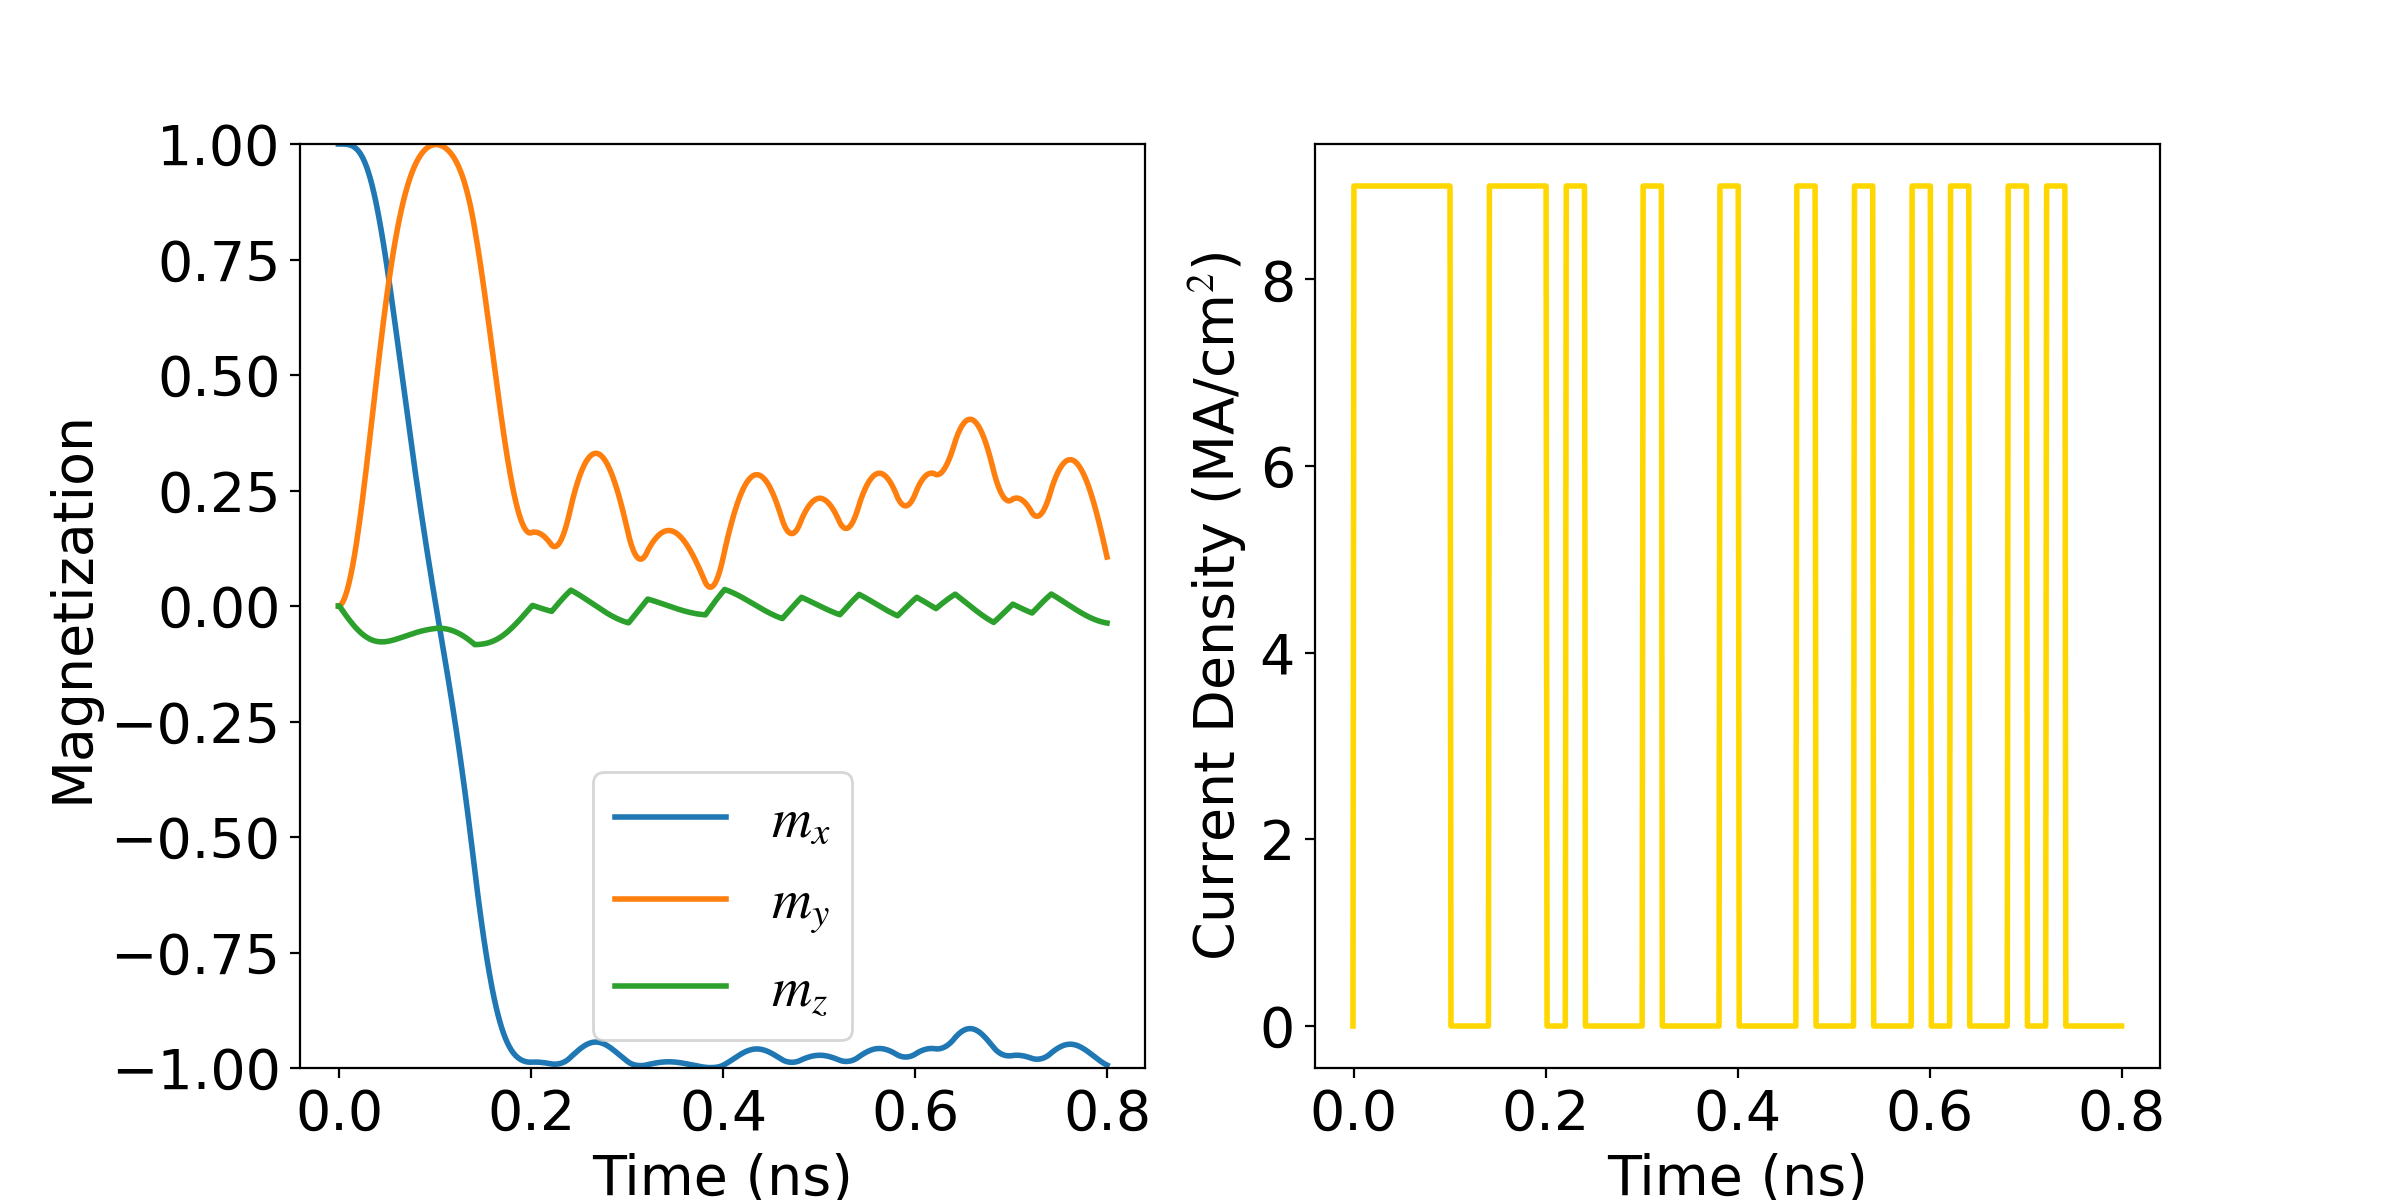 Magnetization
1.00
0.75
0.50
0.25
0.00
−0.25
−0.50
−0.75
−1.00
m_x
m_y
m_z
0.0 0.2 0.4 0.6 0.8
Time (ns)
Current Density (MA/cm²)
8
6
4
2
0
0.0 0.2 0.4 0.6 0.8
Time (ns)